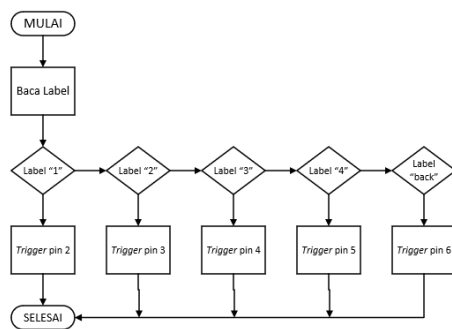 MULAI
Baca Label
Label “1”
Label “2”
Label “3”
Label “4”
Label
“back”
Trigger pin 2
Trigger pin 3
Trigger pin 4
Trigger pin 5
Trigger pin 6
SELESAI